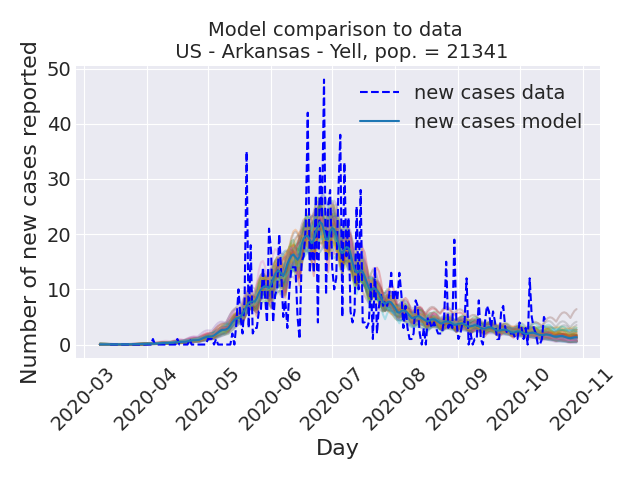 Model comparison to data
US - Arkansas - Yell, pop. = 21341
Number of new cases reported
50
40
30
20
10
0
new cases data
new cases model
2020-03
2020-04
2020-05
2020-06
2020-07
2020-08
2020-09
2020-10
2020-11
Day